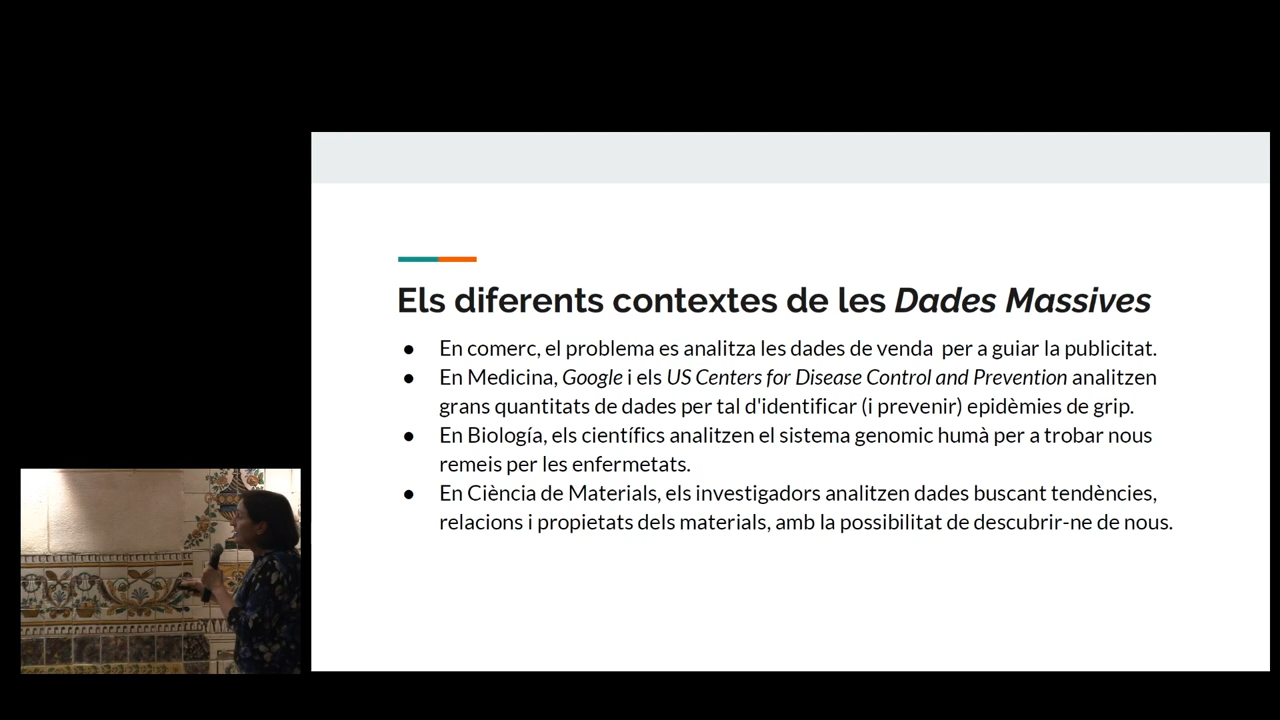 Els diferents contextes de les Dades Massives
● En comerc, el problema es analitza les dades de venda  per a guiar la publicitat.
● En Medicina, Google i els US Centers for Disease Control and Prevention analitzen
grans quantitats de dades per tal d'identificar (i prevenir) epidèmies de grip.
● En Biología, els científics analitzen el sistema genomic humà per a trobar nous
remeis per les enfermetats.
● En Ciència de Materials, els investigadors analitzen dades buscant tendències,
relacions i propietats dels materials, amb la possibilitat de descubrir-ne de nous.